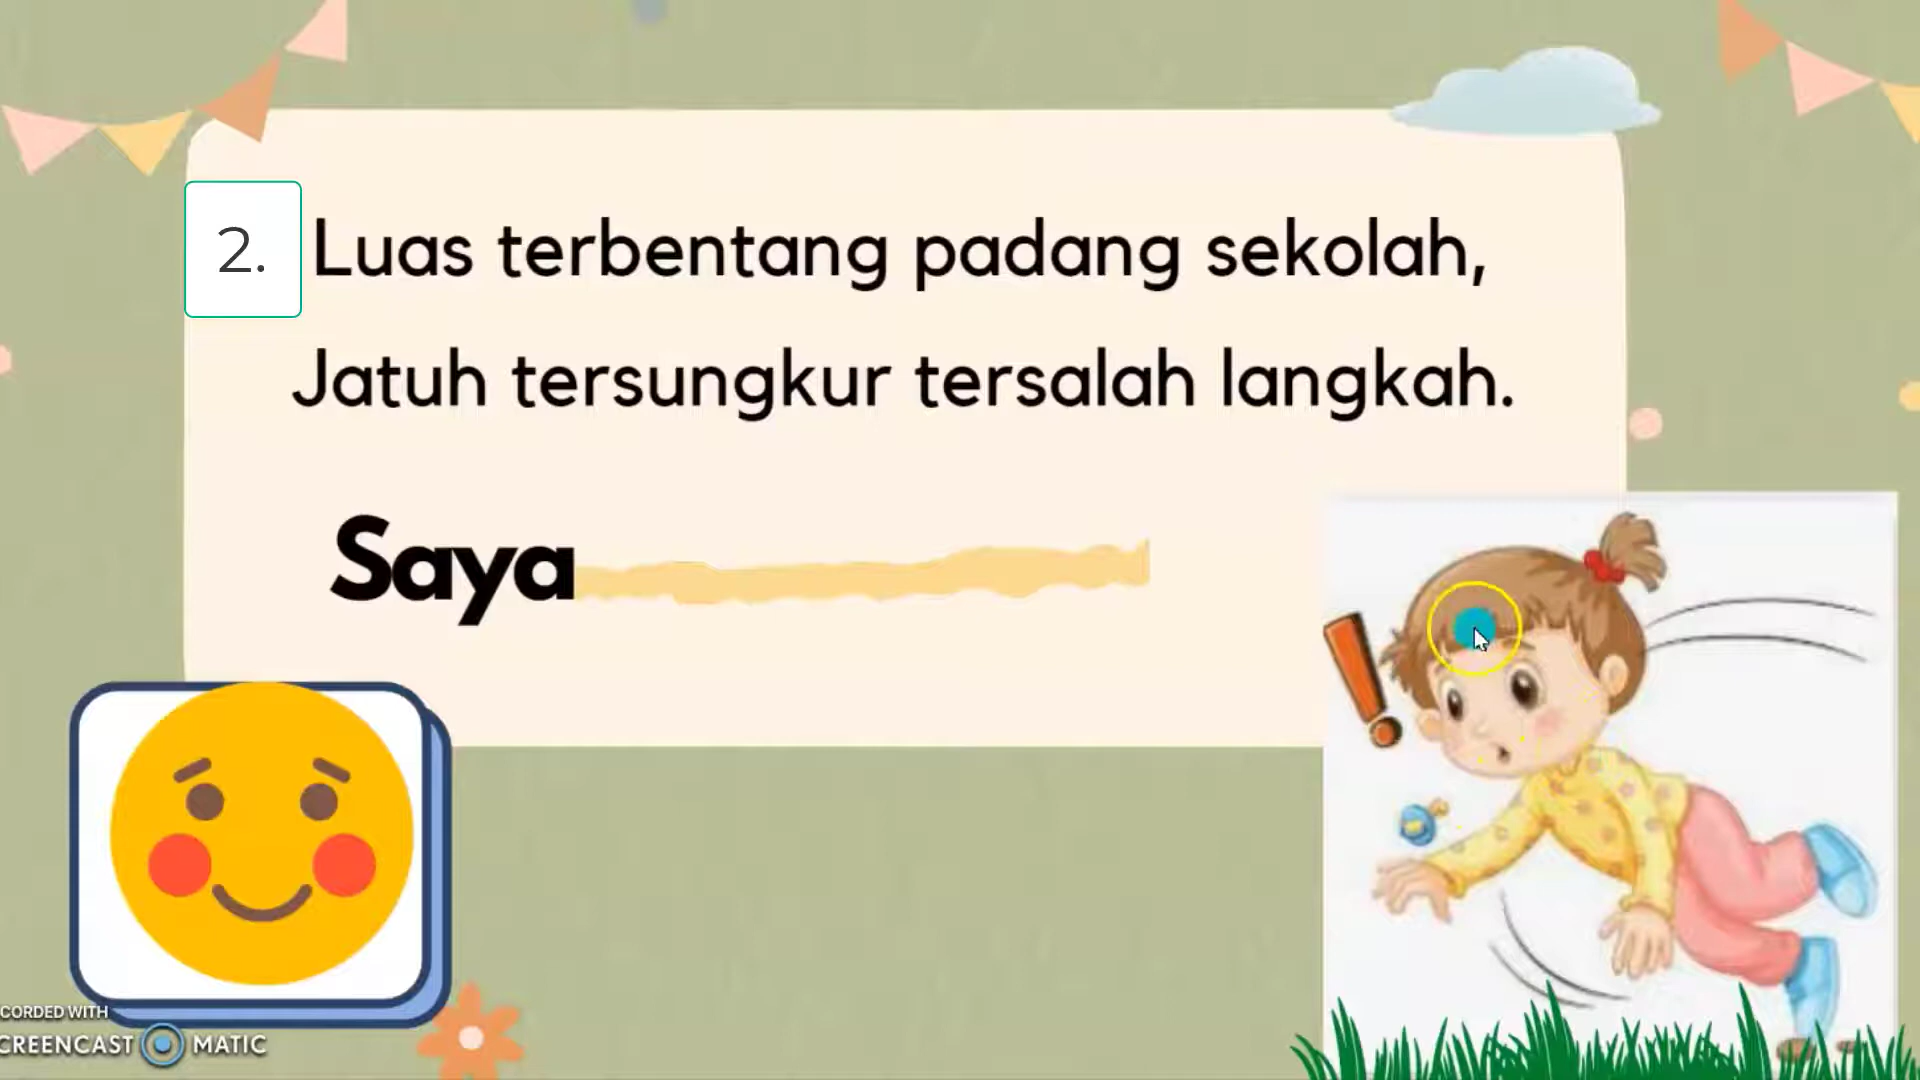 2. Luas terbentang padang sekolah,
Jatuh tersungkur tersalah langkah.
Saya
CORDED WITH
CREENCAST MATIC